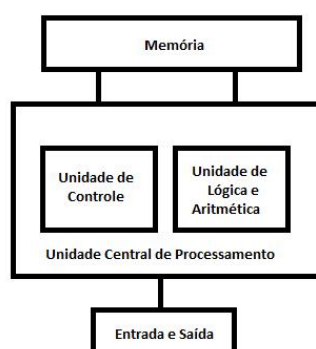 Memória
Unidade de
Controle
Unidade de
Lógica e
Aritmética
Unidade Central de Processamento
Entrada e Saída